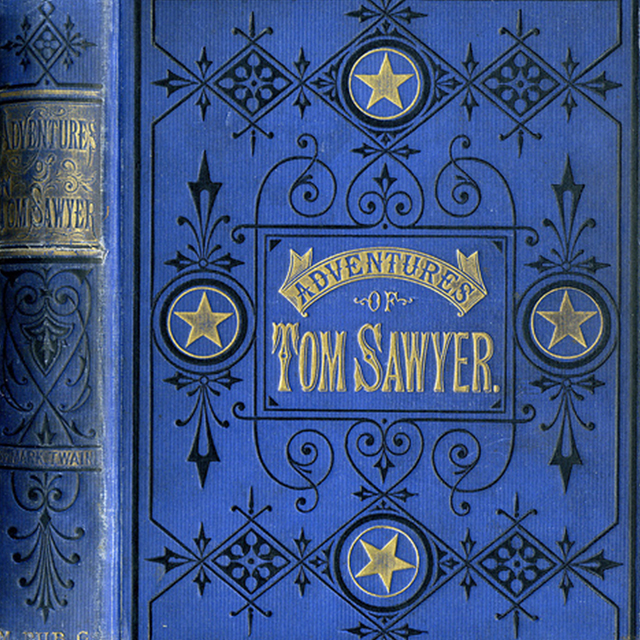 ADVENTURES
OF
TOM SAWYER
MARK TWAIN
ADVENTURES
OF
TOM SAWYER.